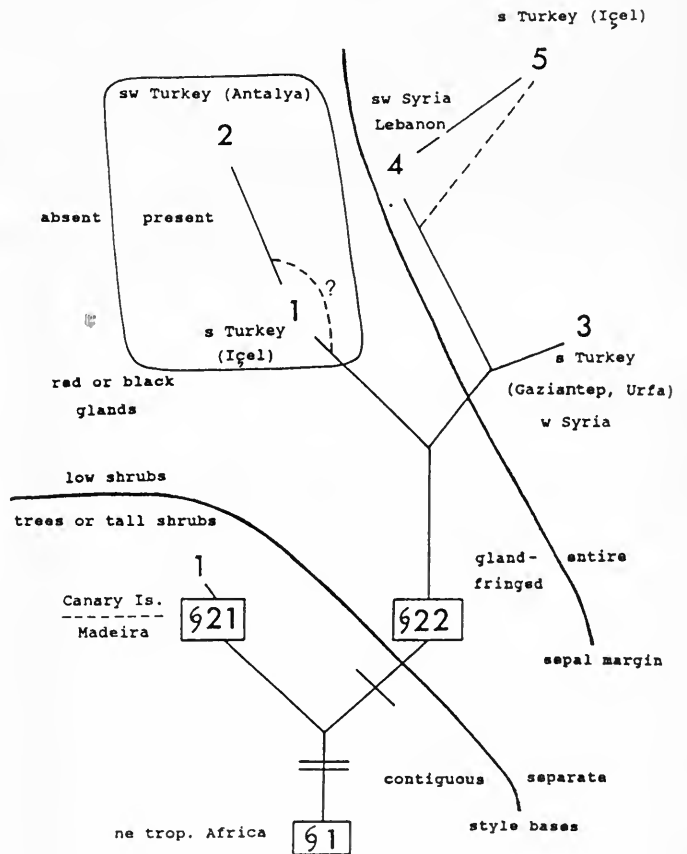 s Turkey (Içel)
5
sw Turkey (Antalya)
sw Syria
Lebanon
2
4
absent
present
?
1
s Turkey
(Içel)
3
s Turkey
(Gaziantep, Urfa)
w Syria
red or black
glands
low shrubs
trees or tall shrubs
gland-
fringed
entire
1
Canary Is.
Madeira
§21
§22
sepal margin
contiguous
separate
style bases
ne trop. Africa
§1